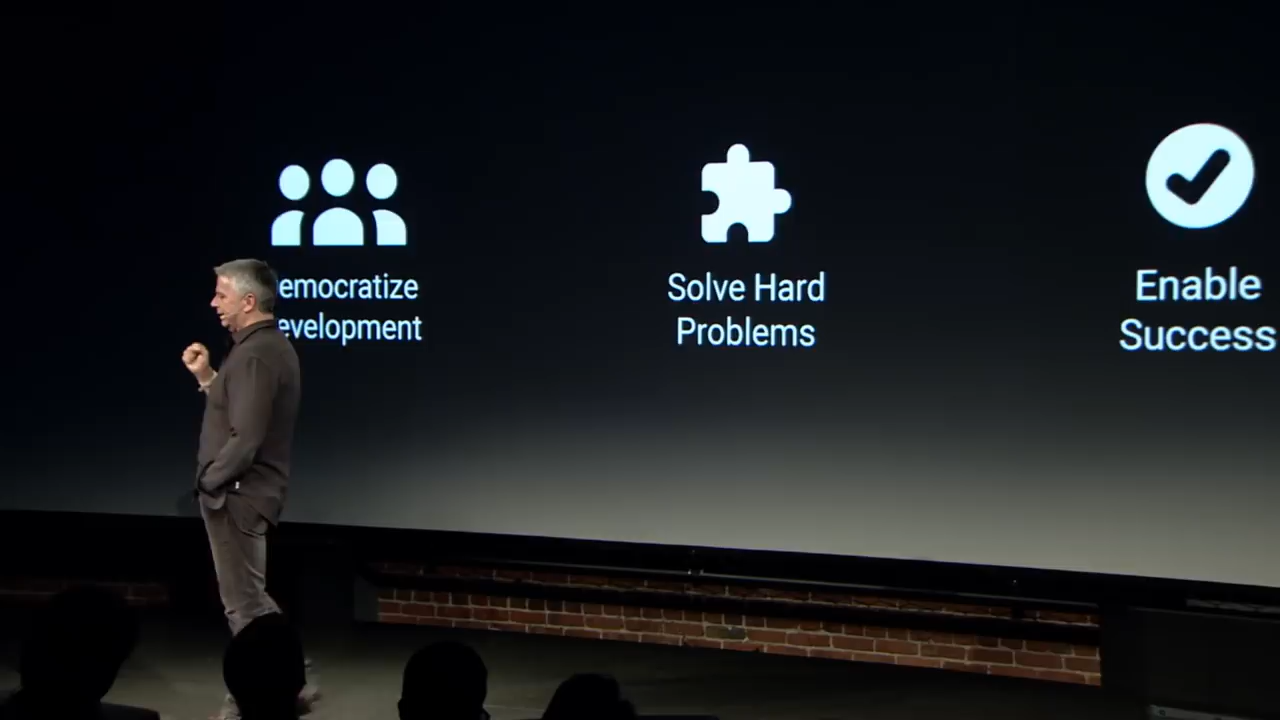 emocratize
evelopment
Solve Hard
Problems
Enable
Success